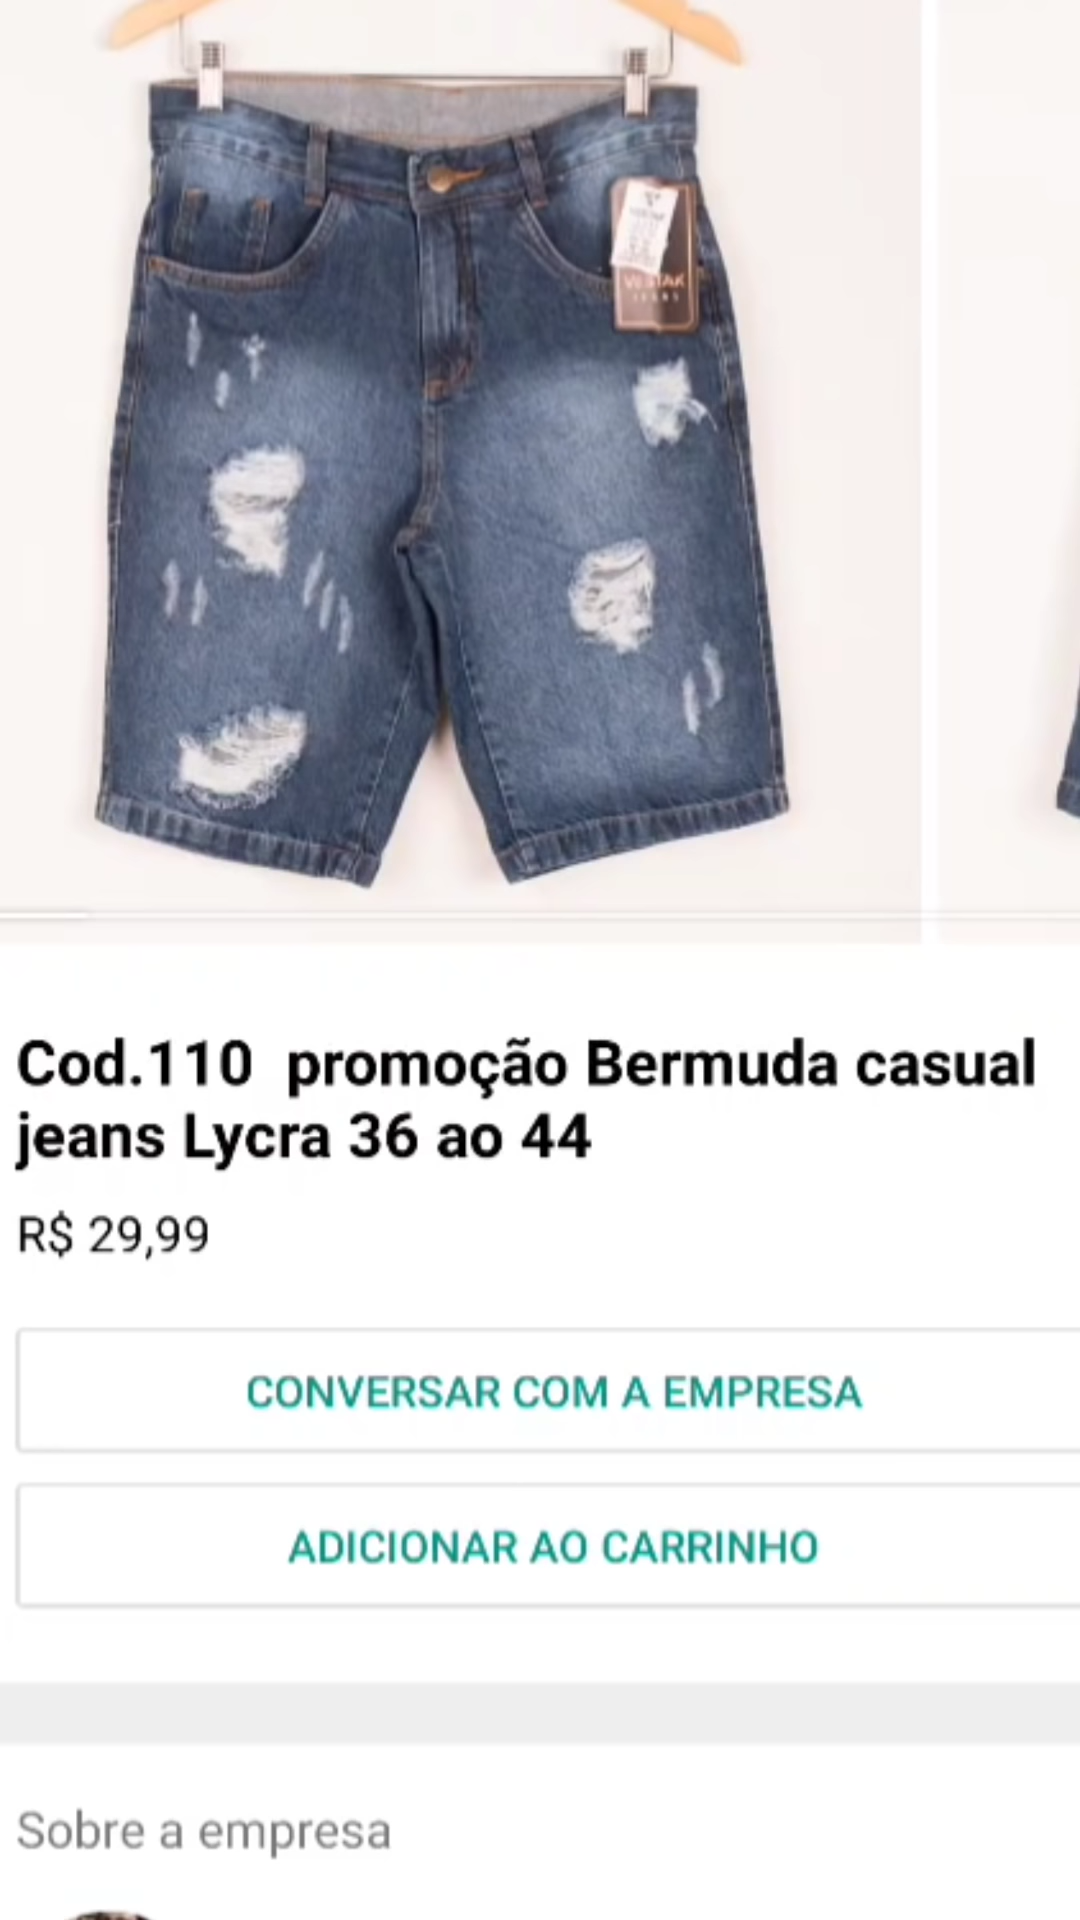 JEANS
Cod.110 promoção Bermuda casual
jeans Lycra 36 ao 44
R$ 29,99
CONVERSAR COM A EMPRESA
ADICIONAR AO CARRINHO
Sobre a empresa